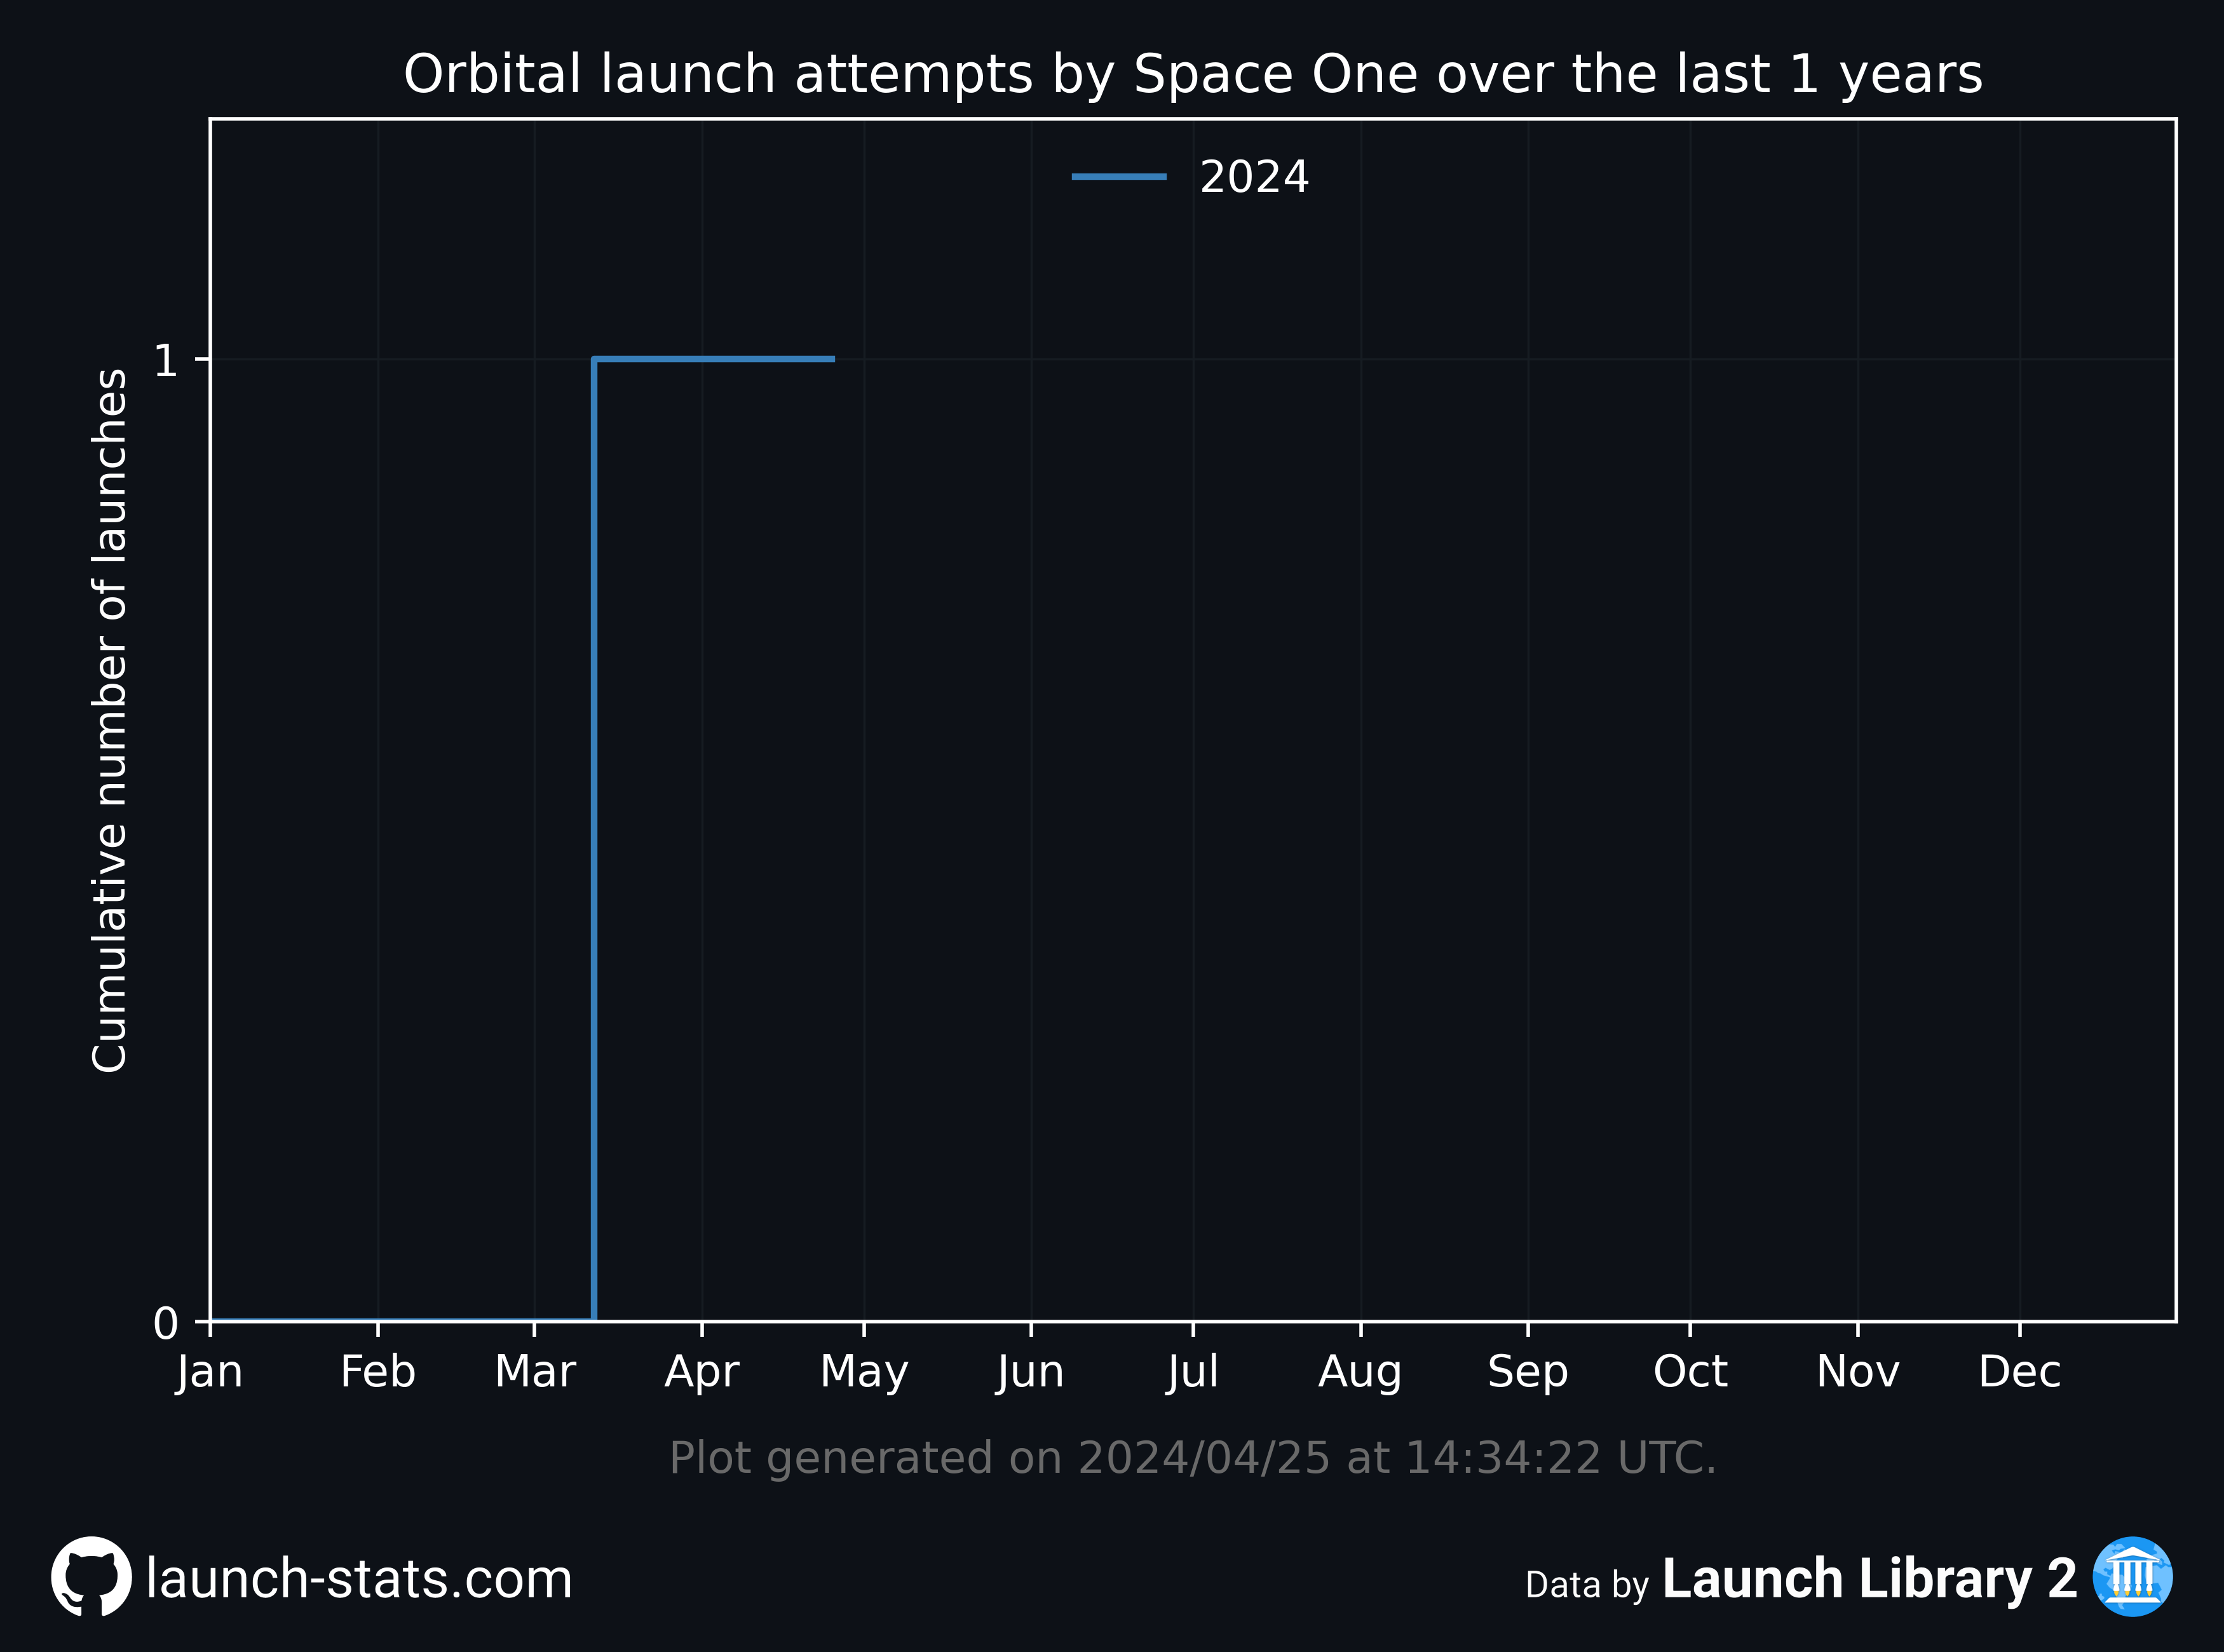 Orbital launch attempts by Space One over the last 1 years
2024
Cumulative number of launches
1
0
Jan Feb Mar Apr May Jun Jul Aug Sep Oct Nov Dec
Plot generated on 2024/04/25 at 14:34:22 UTC.
launch-stats.com
Data by Launch Library 2